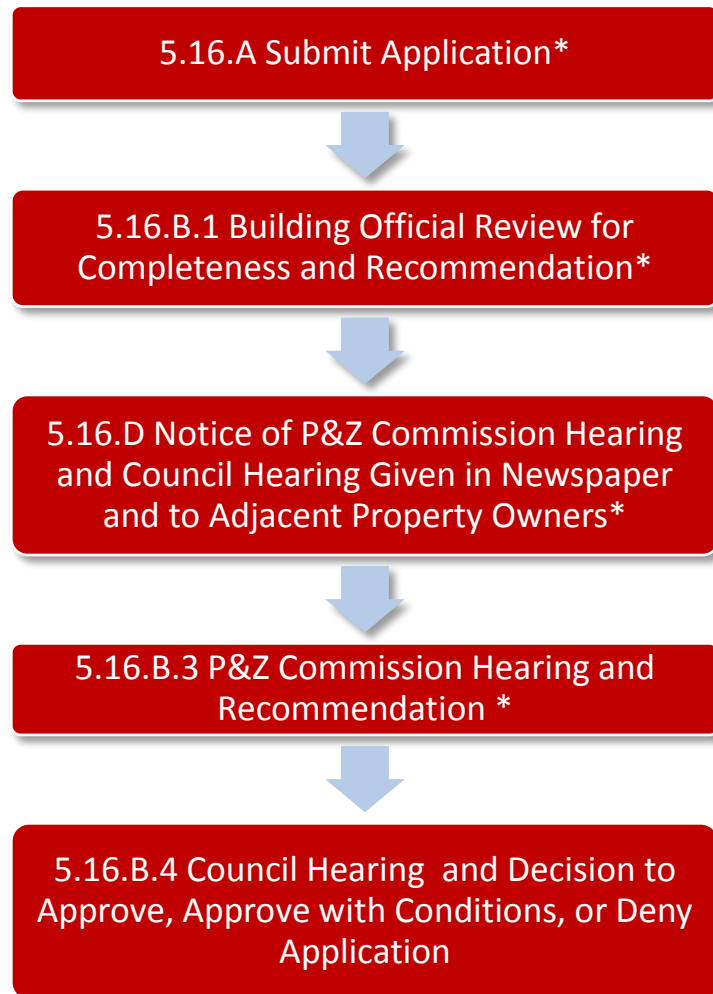 5.16.A Submit Application*
5.16.B.1 Building Official Review for
Completeness and Recommendation*
5.16.D Notice of P&Z Commission Hearing
and Council Hearing Given in Newspaper
and to Adjacent Property Owners*
5.16.B.3 P&Z Commission Hearing and
Recommendation *
5.16.B.4 Council Hearing  and Decision to
Approve, Approve with Conditions, or Deny
Application